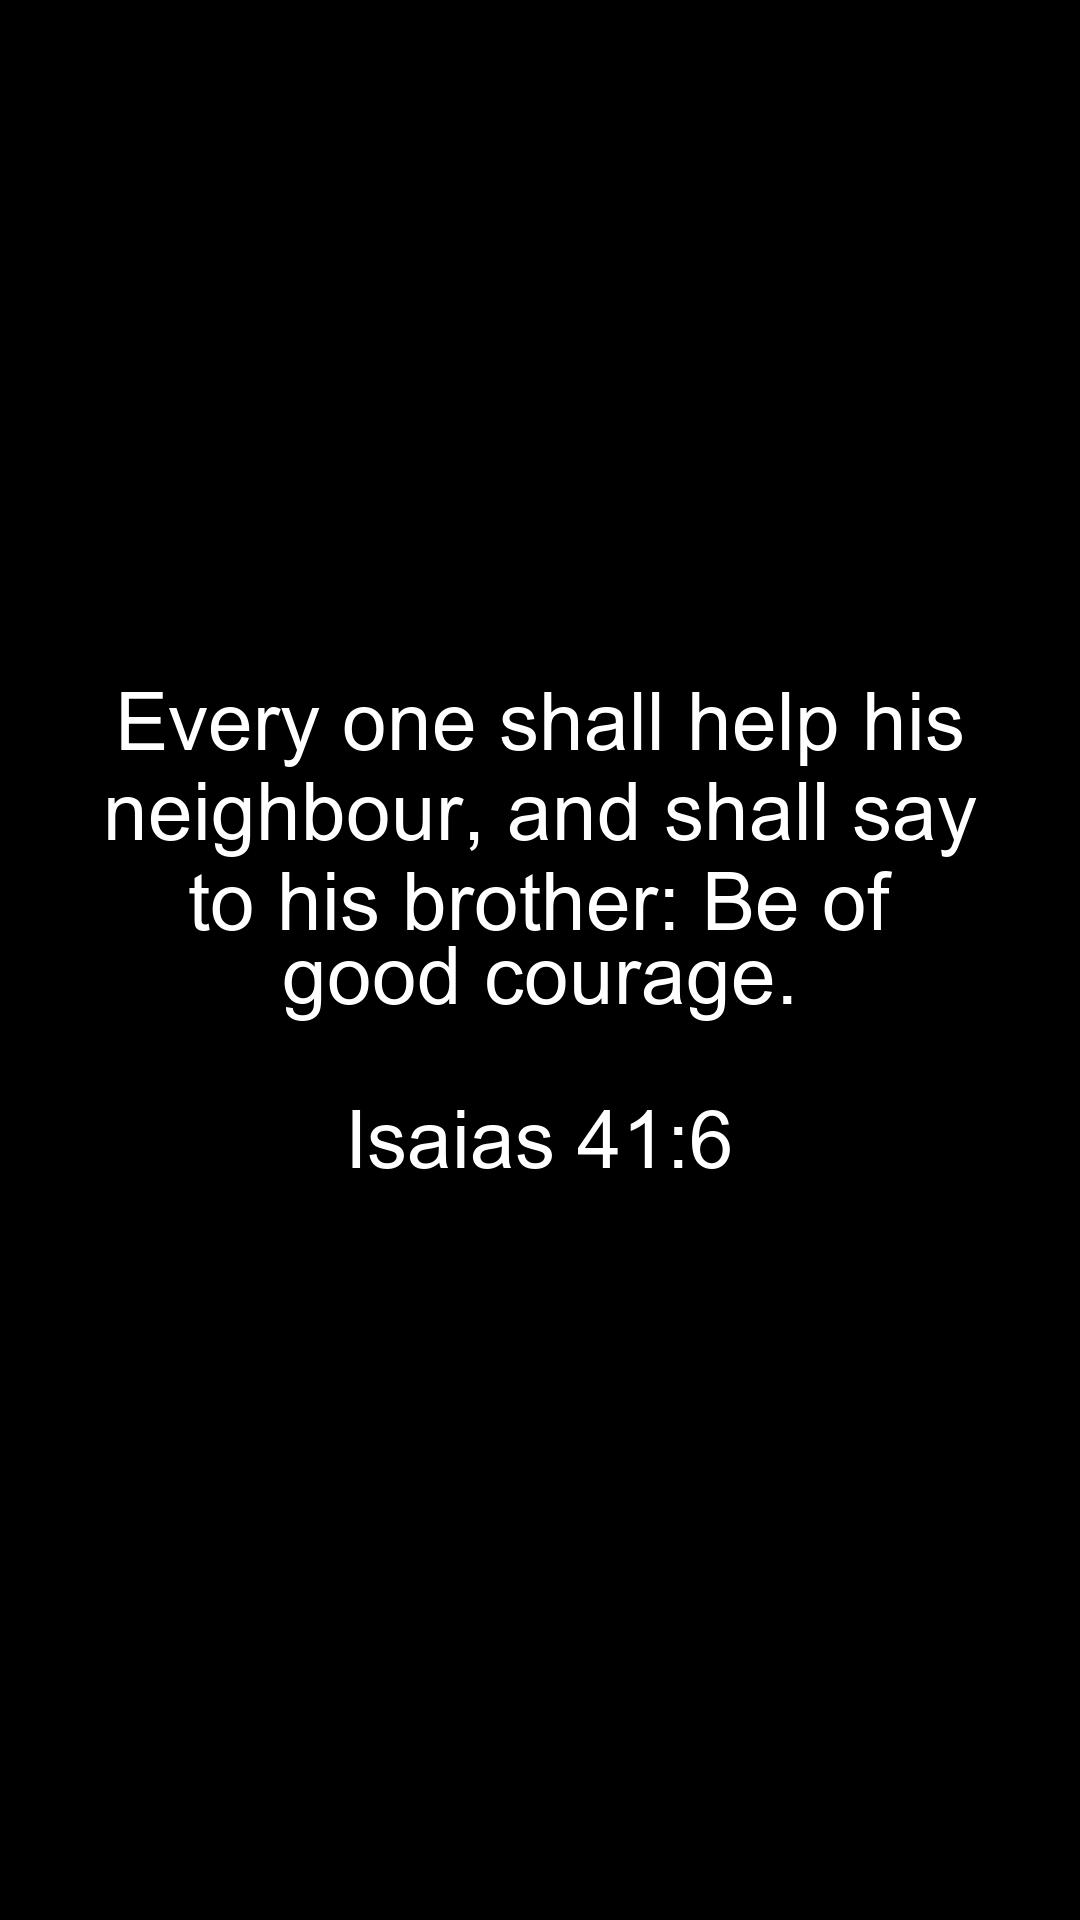 Every one shall help his
neighbour, and shall say
to his brother: Be of
good courage.
Isaias 41:6